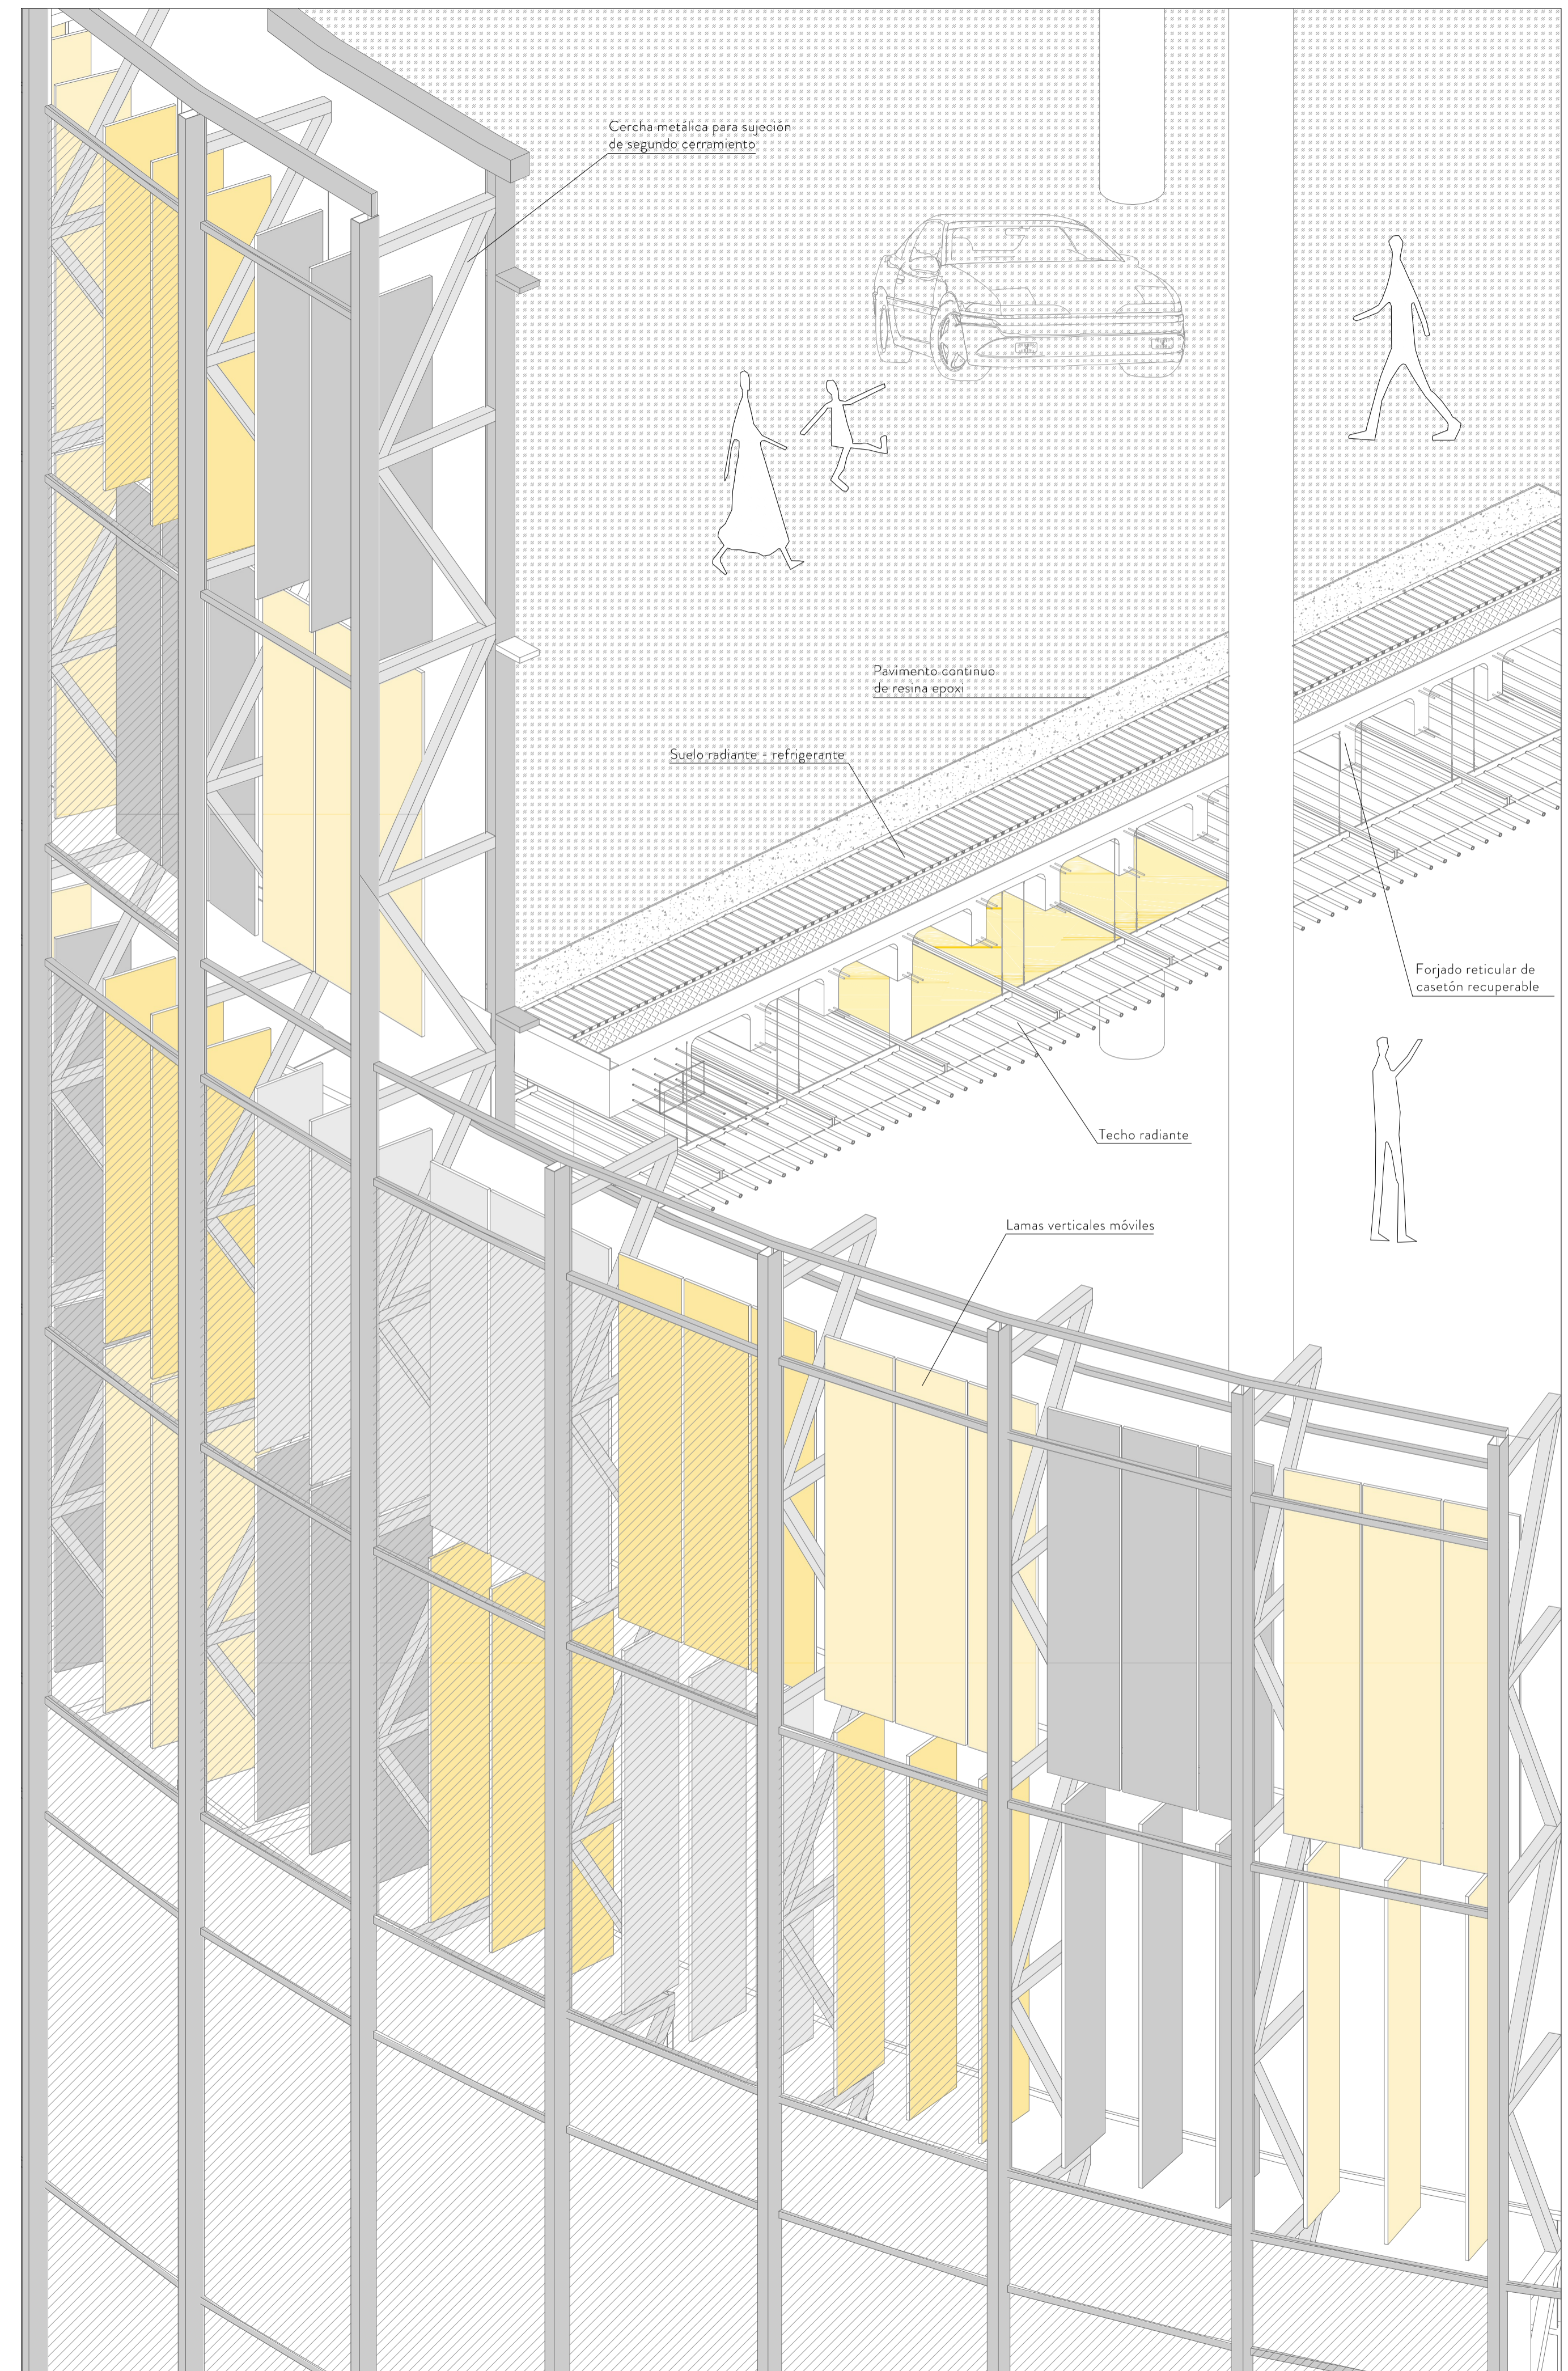 Cercha metálica para sujeción
de segundo cerramiento
Pavimento continuo
de resina epoxi
Suelo radiante - refrigerante
Forjado reticular de
casetón recuperable
Techo radiante
Lamas verticales móviles